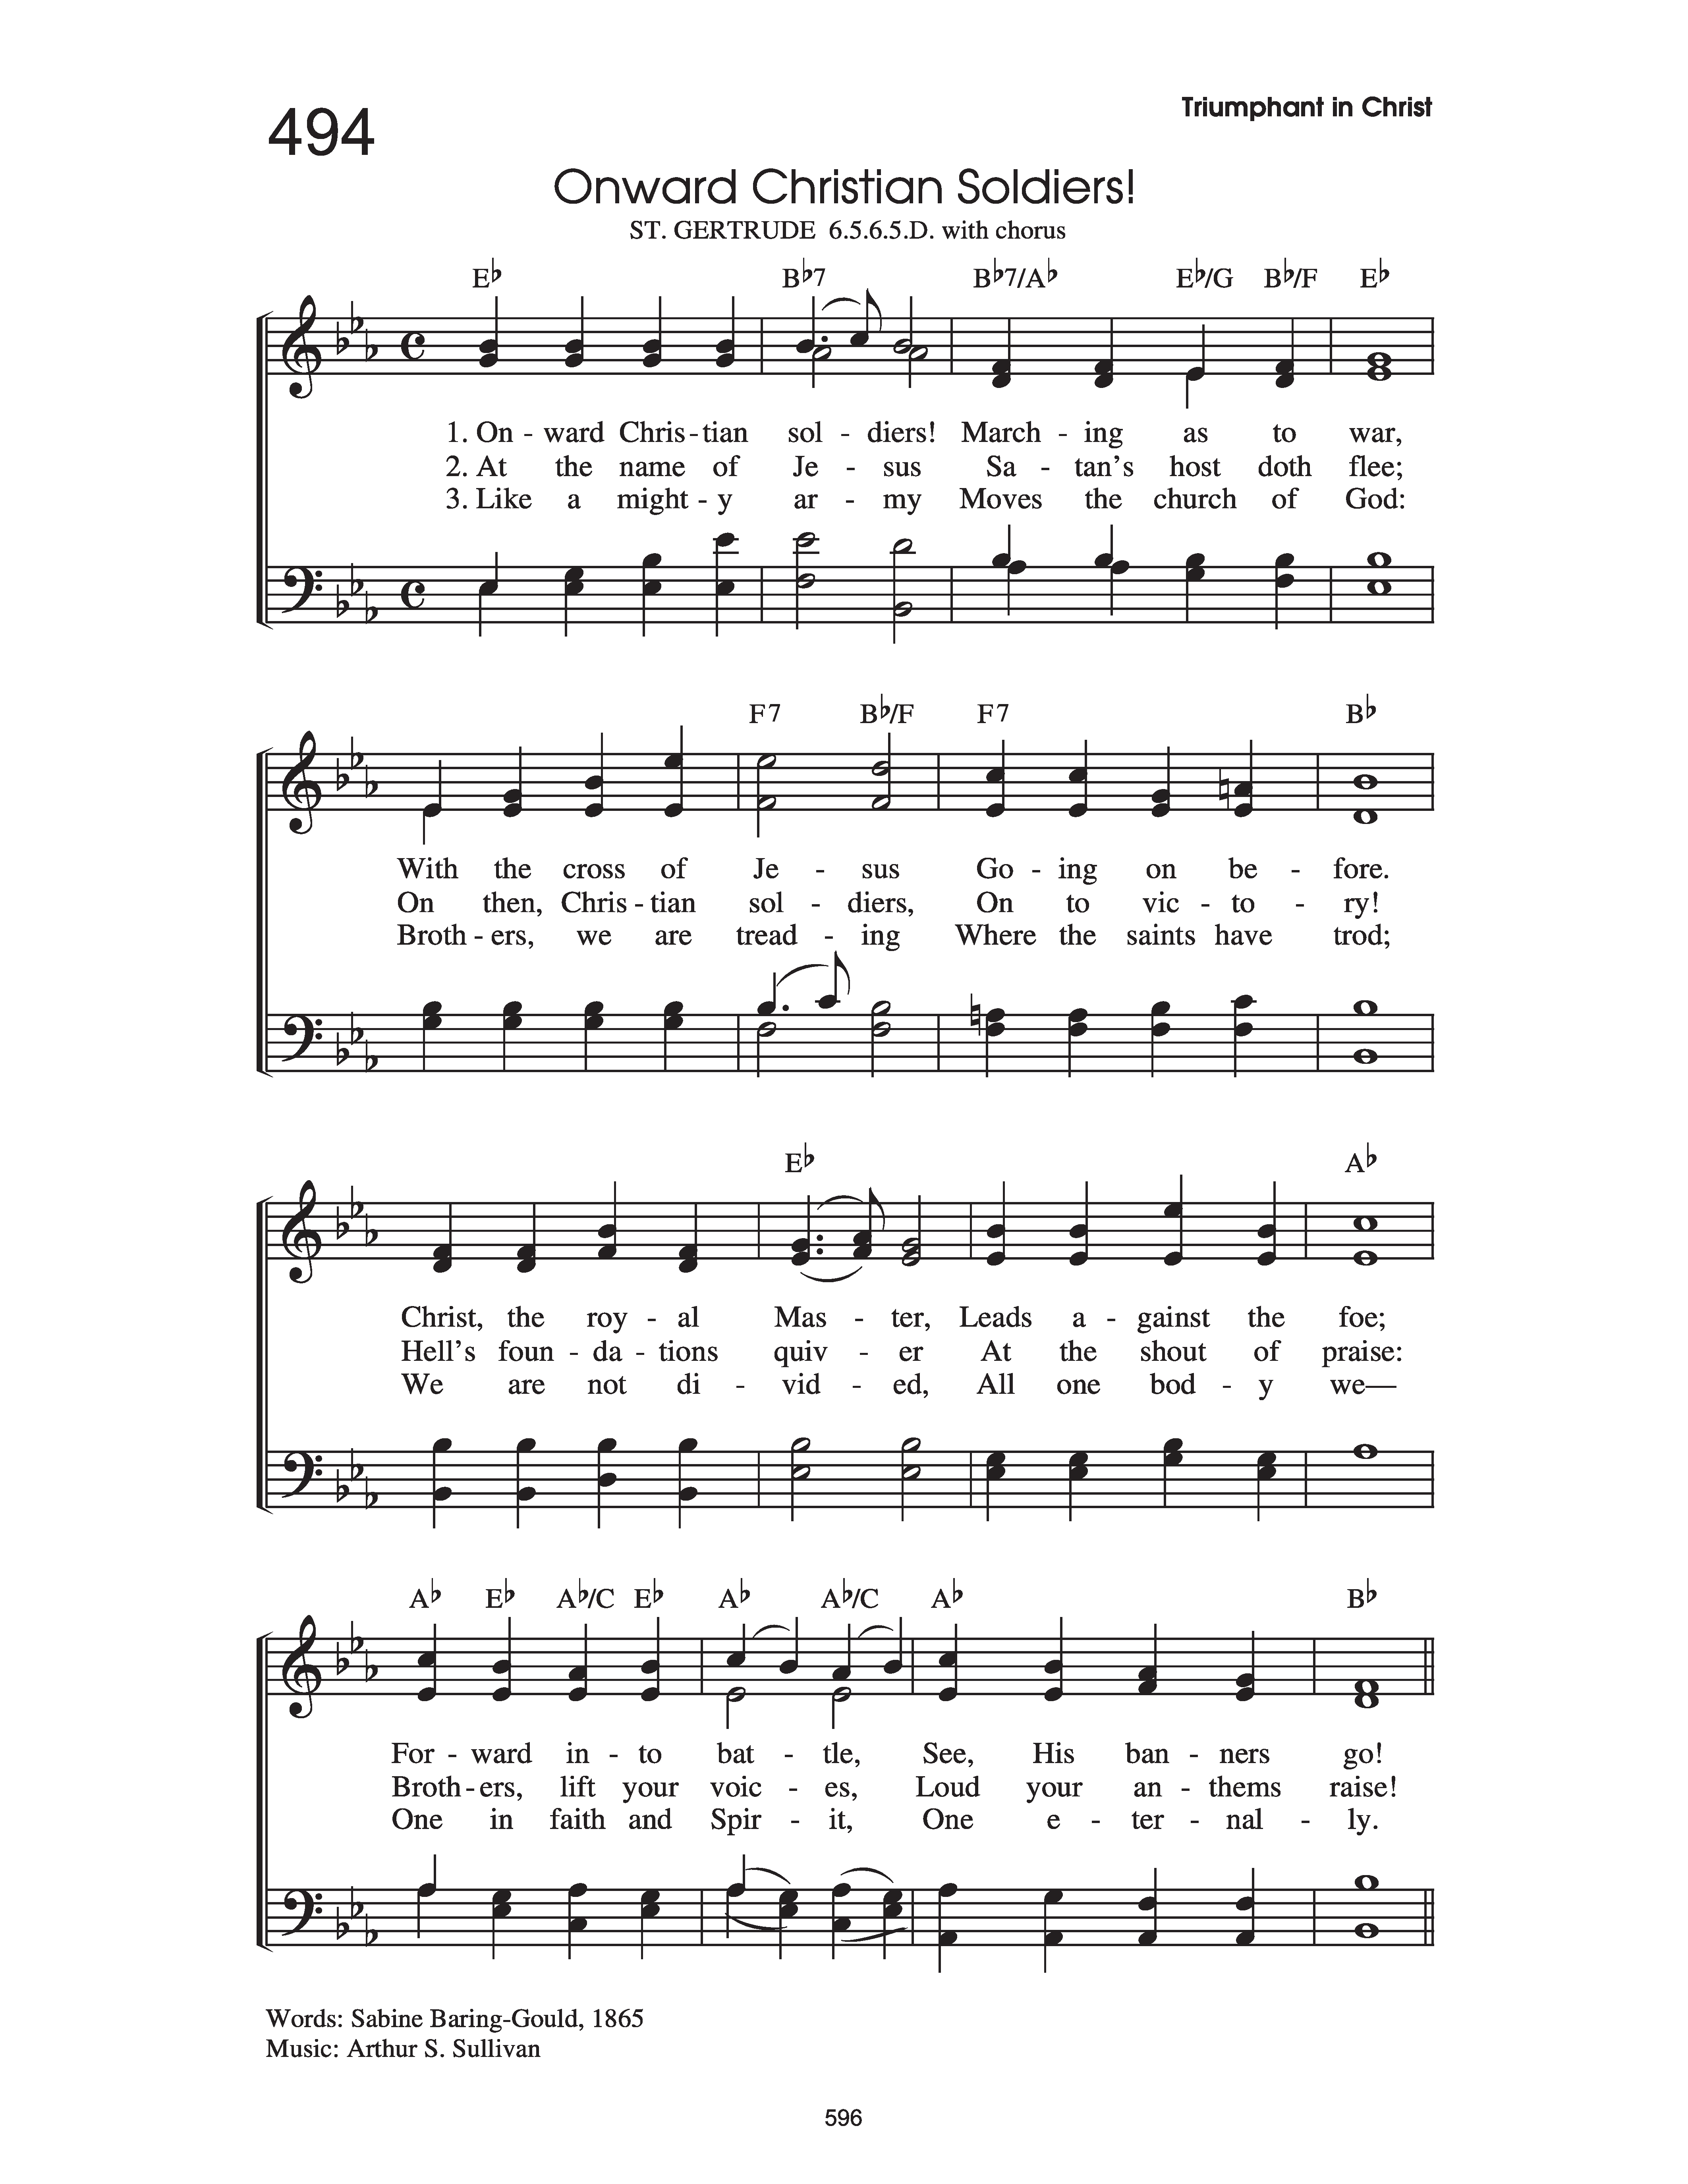 494
Triumphant in Christ
Onward Christian Soldiers!
ST. GERTRUDE 6.5.6.5.D. with chorus
E♭ B♭7 B♭7/A♭ E♭/G B♭/F E♭
1. On - ward Chris - tian sol - diers! March - ing as to war,
2. At the name of Je - sus Sa - tan's host doth flee;
3. Like a might - y ar - my Moves the church of God:
F7 B♭/F F7 B♭
With the cross of Je - sus Go - ing on be - fore.
On then, Chris - tian sol - diers, On to vic - to - ry!
Broth - ers, we are tread - ing Where the saints have trod;
E♭ A♭
Christ, the roy - al Mas - ter, Leads a - gainst the foe;
Hell's foun - da - tions quiv - er At the shout of praise:
We are not di - vid - ed, All one bod - y we—
A♭ E♭ A♭/C E♭ A♭ A♭/C A♭ B♭
For - ward in - to bat - tle, See, His ban - ners go!
Broth - ers, lift your voic - es, Loud your an - thems raise!
One in faith and Spir - it, One e - ter - nal - ly.
Words: Sabine Baring-Gould, 1865
Music: Arthur S. Sullivan
596